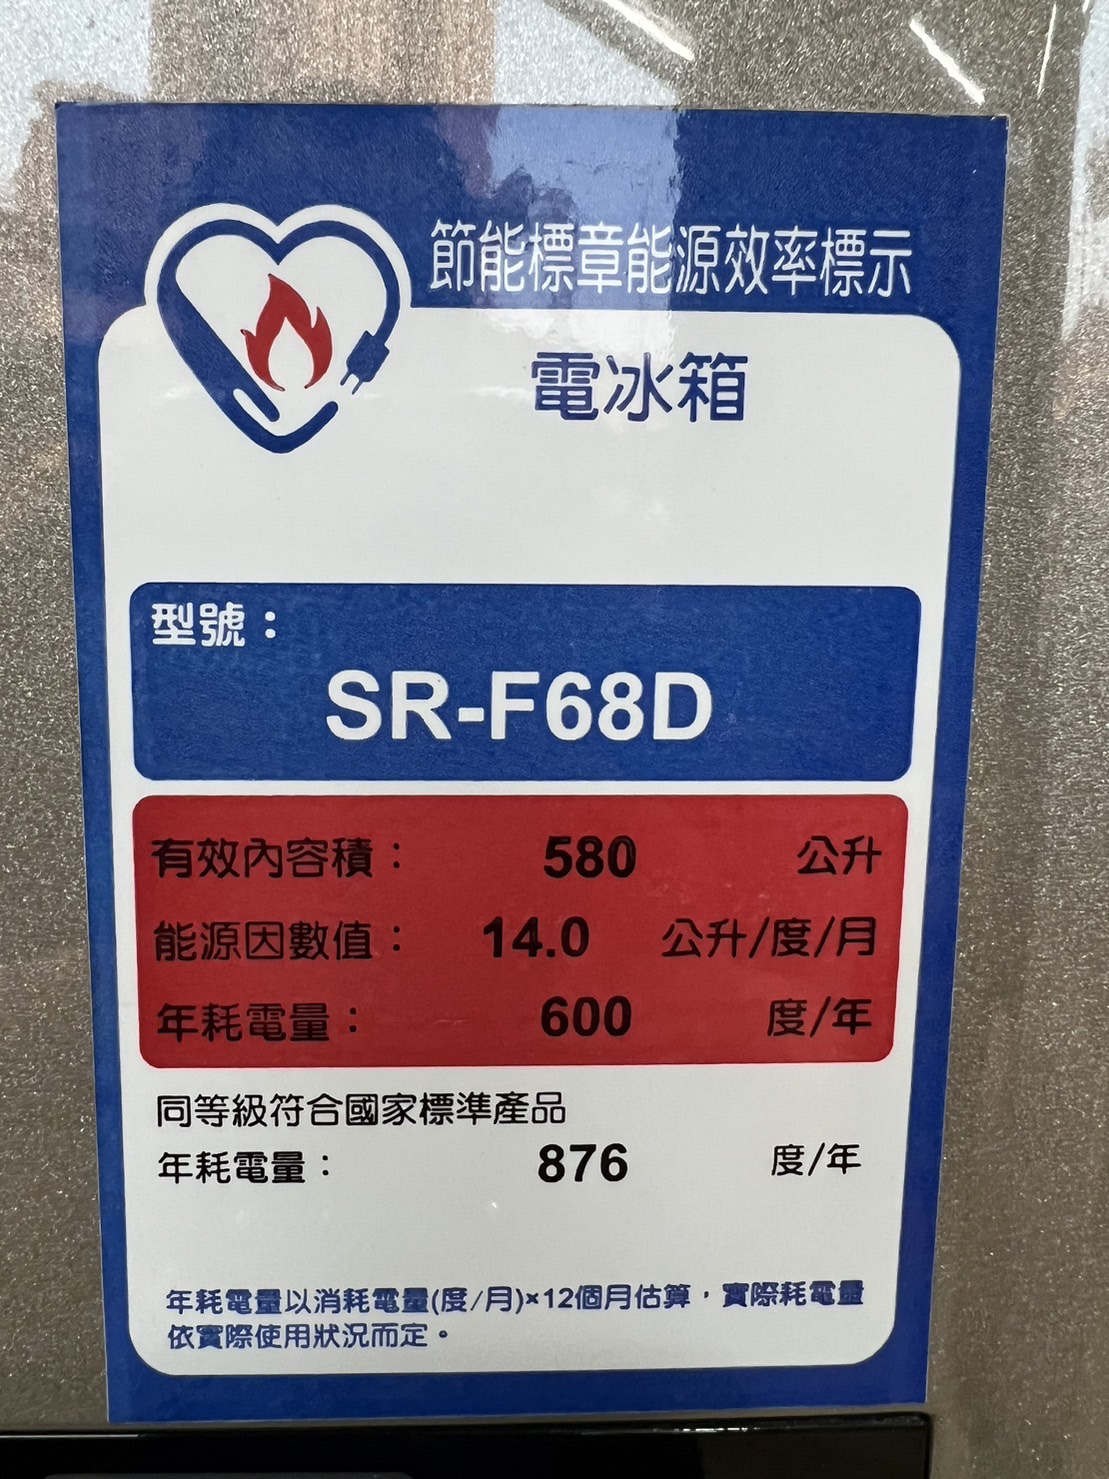 節能標章能源效率標示
電冰箱
型號：
SR-F68D
有效內容積： 580 公升
能源因數值： 14.0 公升/度/月
年耗電量： 600 度/年
同等級符合國家標準產品
年耗電量： 876 度/年
年耗電量以消耗電量(度/月)×12個月估算，實際耗電量
依實際使用狀況而定。